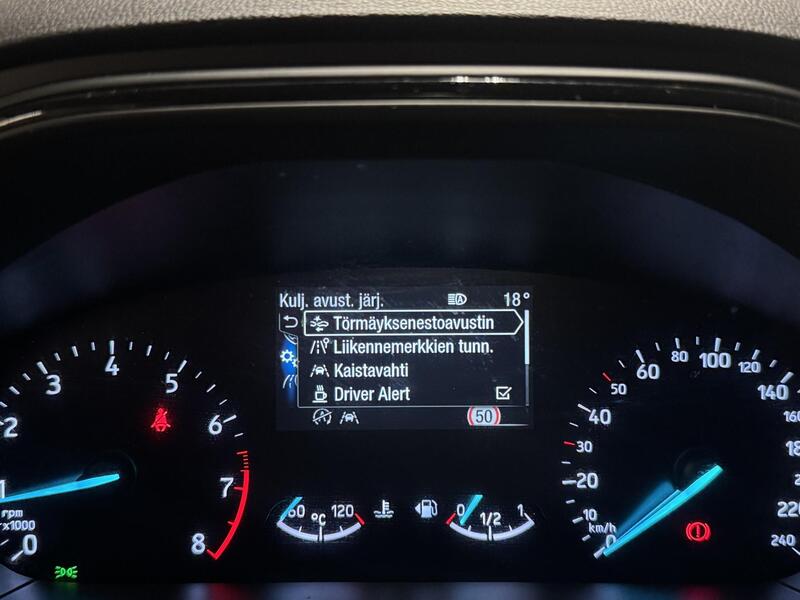 Kulj. avust. järj. A 18°
Törmäyksenestoavustin
Liikennemerkkien tunn.
Kaistavahti
Driver Alert
50
0 1 2 3 4 5 6 7 8
rpm
x1000
60 °C 120
0 1/2 1
0 10 20 30 40 50 60 80 100 120 140 160 220 240
km/h